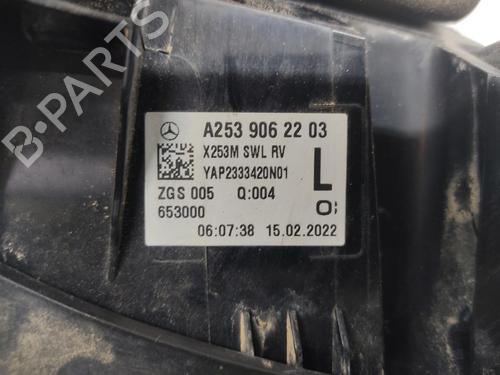 A253 906 22 03
X253M SWL RV
YAP2333420N01
L
ZGS 005 Q:004
653000
06:07:38 15.02.2022
B-PARTS